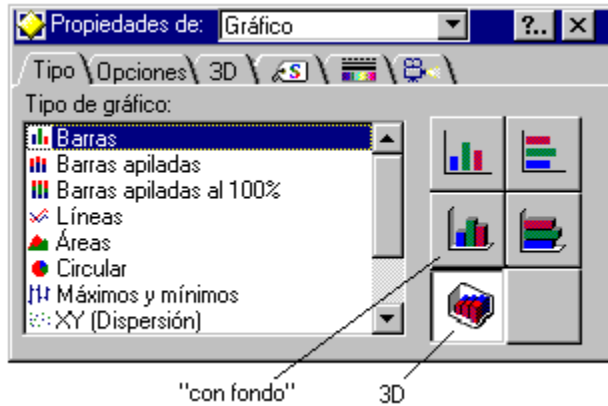 Propiedades de: Gráfico ?..
Tipo Opciones 3D S
Tipo de gráfico:
Barras
Barras apiladas
Barras apiladas al 100%
Líneas
Áreas
Circular
Máximos y mínimos
XY (Dispersión)
"con fondo" 3D